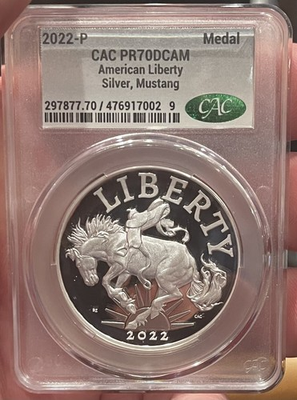 2022-P Medal
CAC PR70DCAM
American Liberty
Silver, Mustang
297877.70 / 476917002 9
CAC
LIBERTY
2022